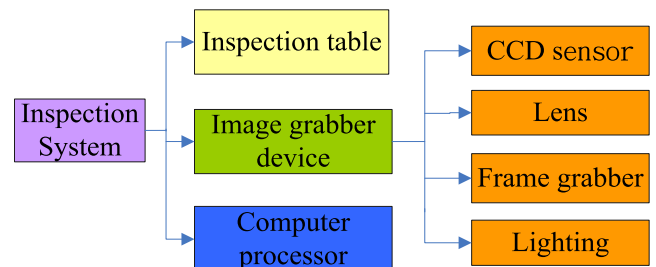 Inspection
System
Inspection table
Image grabber
device
Computer
processor
CCD sensor
Lens
Frame grabber
Lighting